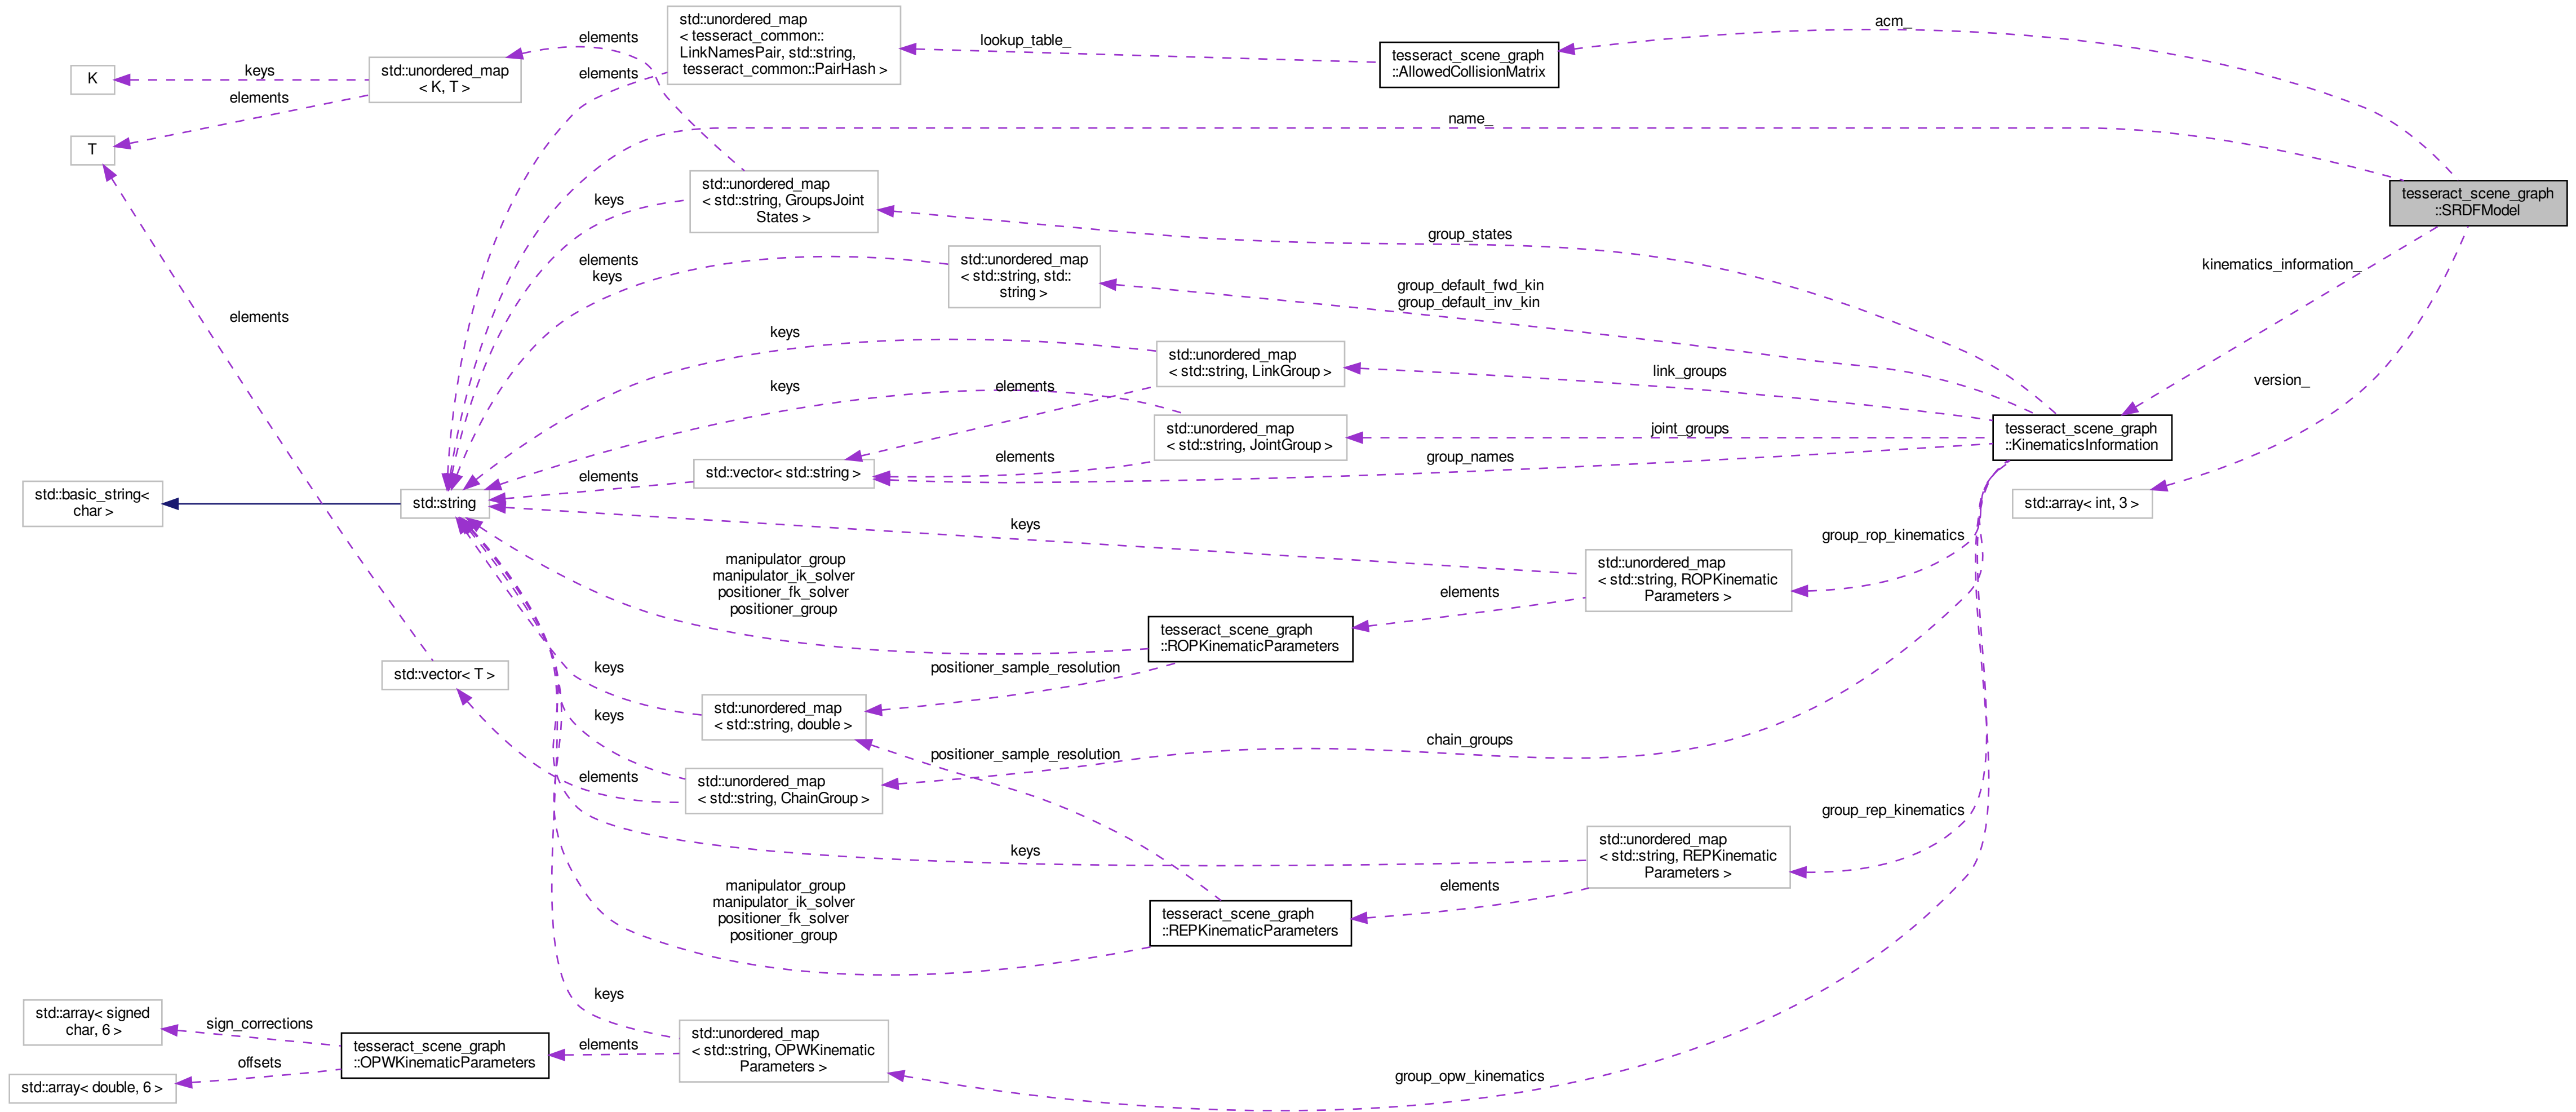 std::unordered_map
< tesseract_common::
LinkNamesPair, std::string,
tesseract_common::PairHash >
acm_
elements
lookup_table_
tesseract_scene_graph
::AllowedCollisionMatrix
K
keys
std::unordered_map
< K, T >
elements
elements
name_
T
std::unordered_map
< std::string, GroupsJoint
States >
keys
tesseract_scene_graph
::SRDFModel
group_states
elements
keys
std::unordered_map
< std::string, std::
string >
kinematics_information_
group_default_fwd_kin
group_default_inv_kin
elements
keys
std::unordered_map
< std::string, LinkGroup >
link_groups
version_
keys
elements
std::unordered_map
< std::string, JointGroup >
joint_groups
tesseract_scene_graph
::KinematicsInformation
elements
group_names
elements
std::vector< std::string >
std::basic_string<
char >
std::string
std::array< int, 3 >
keys
group_rop_kinematics
std::unordered_map
< std::string, ROPKinematic
Parameters >
manipulator_group
manipulator_ik_solver
positioner_fk_solver
positioner_group
elements
tesseract_scene_graph
::ROPKinematicParameters
std::vector< T >
keys
positioner_sample_resolution
std::unordered_map
< std::string, double >
keys
positioner_sample_resolution
chain_groups
elements
std::unordered_map
< std::string, ChainGroup >
group_rep_kinematics
keys
std::unordered_map
< std::string, REPKinematic
Parameters >
manipulator_group
manipulator_ik_solver
positioner_fk_solver
positioner_group
elements
tesseract_scene_graph
::REPKinematicParameters
keys
std::array< signed
char, 6 >
sign_corrections
tesseract_scene_graph
::OPWKinematicParameters
elements
std::unordered_map
< std::string, OPWKinematic
Parameters >
offsets
std::array< double, 6 >
group_opw_kinematics